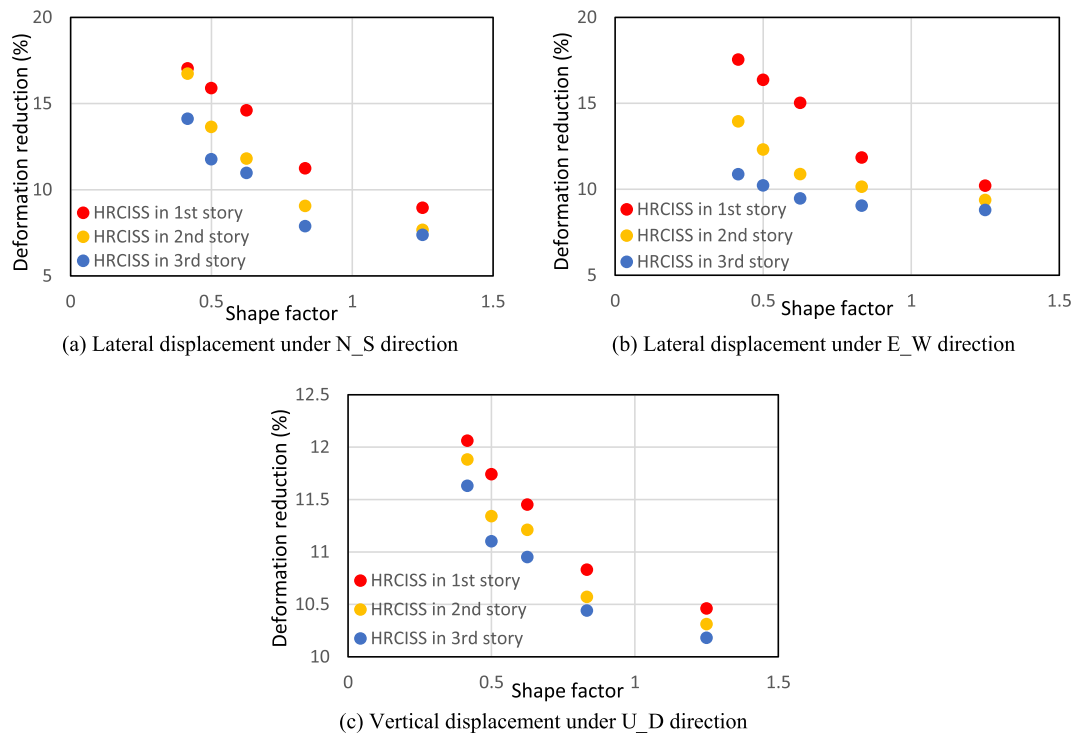 Deformation reduction (%)
20
15
10
5
HRCISS in 1st story
HRCISS in 2nd story
HRCISS in 3rd story
0
0.5
1
1.5
Shape factor
(a) Lateral displacement under N_S direction
Deformation reduction (%)
20
15
10
5
HRCISS in 1st story
HRCISS in 2nd story
HRCISS in 3rd story
0
0.5
1
1.5
Shape factor
(b) Lateral displacement under E_W direction
Deformation reduction (%)
12.5
12
11.5
11
10.5
10
HRCISS in 1st story
HRCISS in 2nd story
HRCISS in 3rd story
0
0.5
1
1.5
Shape factor
(c) Vertical displacement under U_D direction